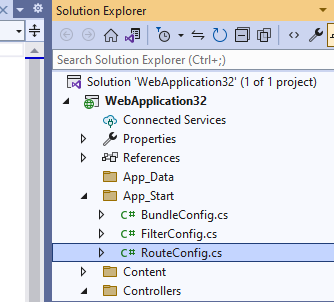 Solution Explorer
Search Solution Explorer (Ctrl+;)
Solution 'WebApplication32' (1 of 1 project)
WebApplication32
Connected Services
Properties
References
App_Data
App_Start
C# BundleConfig.cs
C# FilterConfig.cs
C# RouteConfig.cs
Content
Controllers